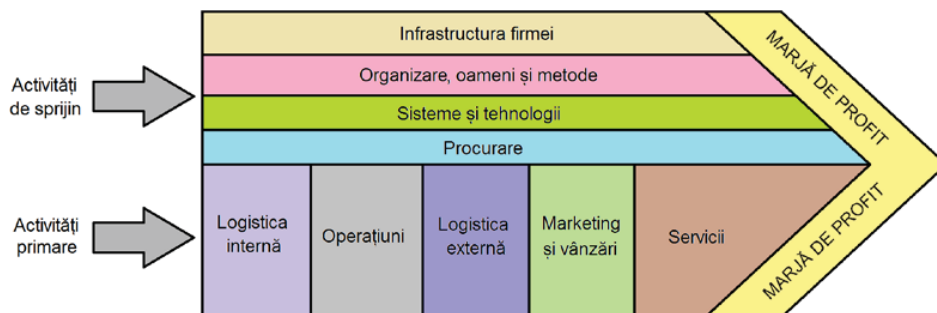 Infrastructura firmei
MARJĂ DE PROFIT
Activități
de sprijin
Organizare, oameni și metode
Sisteme și tehnologii
Procurare
Activități
primare
Logistica
internă
Operațiuni
Logistica
externă
Marketing
și vânzări
Servicii
MARJĂ DE PROFIT